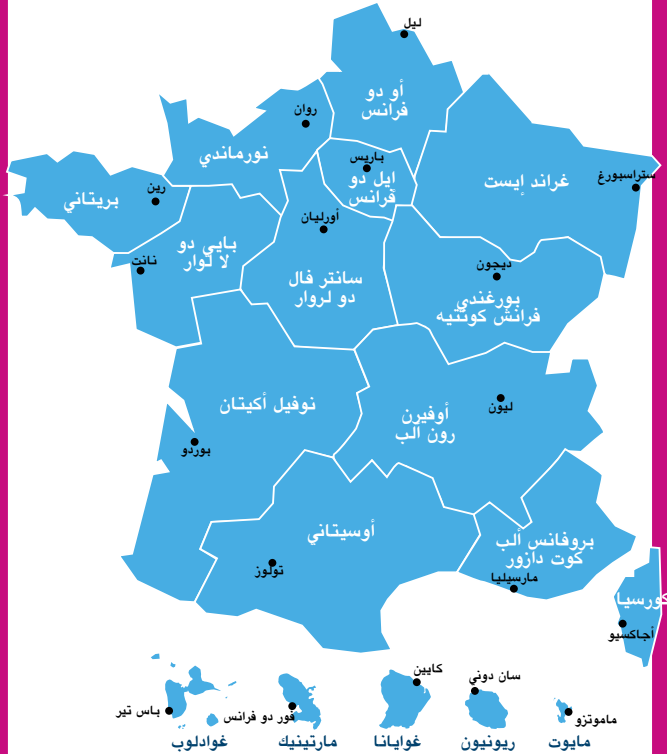 ليل
أو دو
فرانس
روان
نورماندي
باريس
إيل دو
فرانس
غراند إيست
ستراسبورغ
رين
بريتاني
أورليان
بايي دو
لا لوار
نانت
سانتر فال
دو لروار
ديجون
بورغندي
فرانش كونتيه
نوفيل أكيتان
بوردو
ليون
أوفيرن
رون ألب
أوسيتاني
تولوز
بروفانس ألب
كوت دازور
مارسيليا
كورسيا
أجاكسيو
باس تير
غوادلوب
فور دو فرانس
مارتينيك
كايين
غوايانا
سان دوني
ريونيون
ماموتزو
مايوت